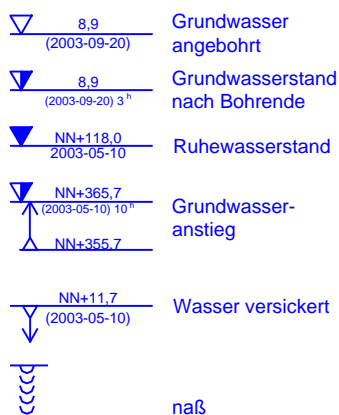 8,9
(2003-09-20)
Grundwasser
angebohrt
8,9
(2003-09-20) 3 h
Grundwasserstand
nach Bohrende
NN+118,0
2003-05-10
Ruhewasserstand
NN+365,7
(2003-05-10) 10 h
NN+355,7
Grundwasser-
anstieg
NN+11,7
(2003-05-10)
Wasser versickert
naß